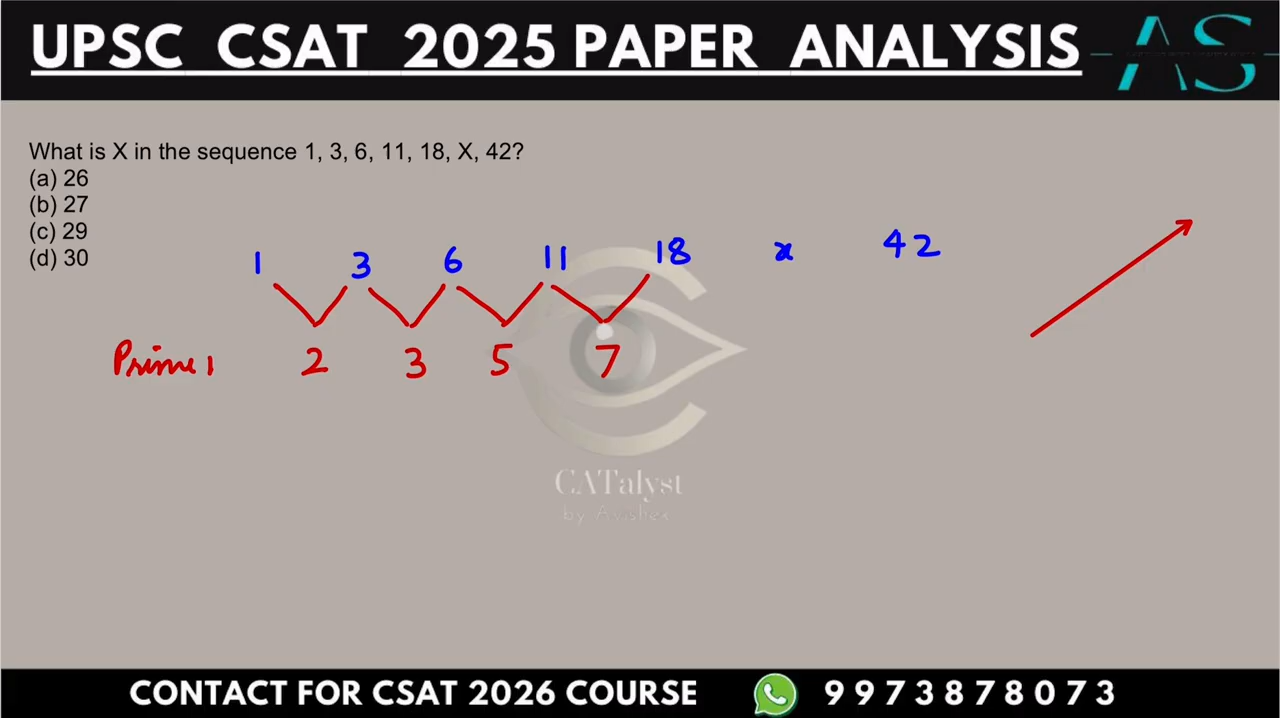 UPSC CSAT 2025 PAPER ANALYSIS
AS
What is X in the sequence 1, 3, 6, 11, 18, X, 42?
(a) 26
(b) 27
(c) 29
(d) 30
1 3 6 11 18 x 42
Prime 2 3 5 7
CATalyst
by Avishek
CONTACT FOR CSAT 2026 COURSE 9973878073